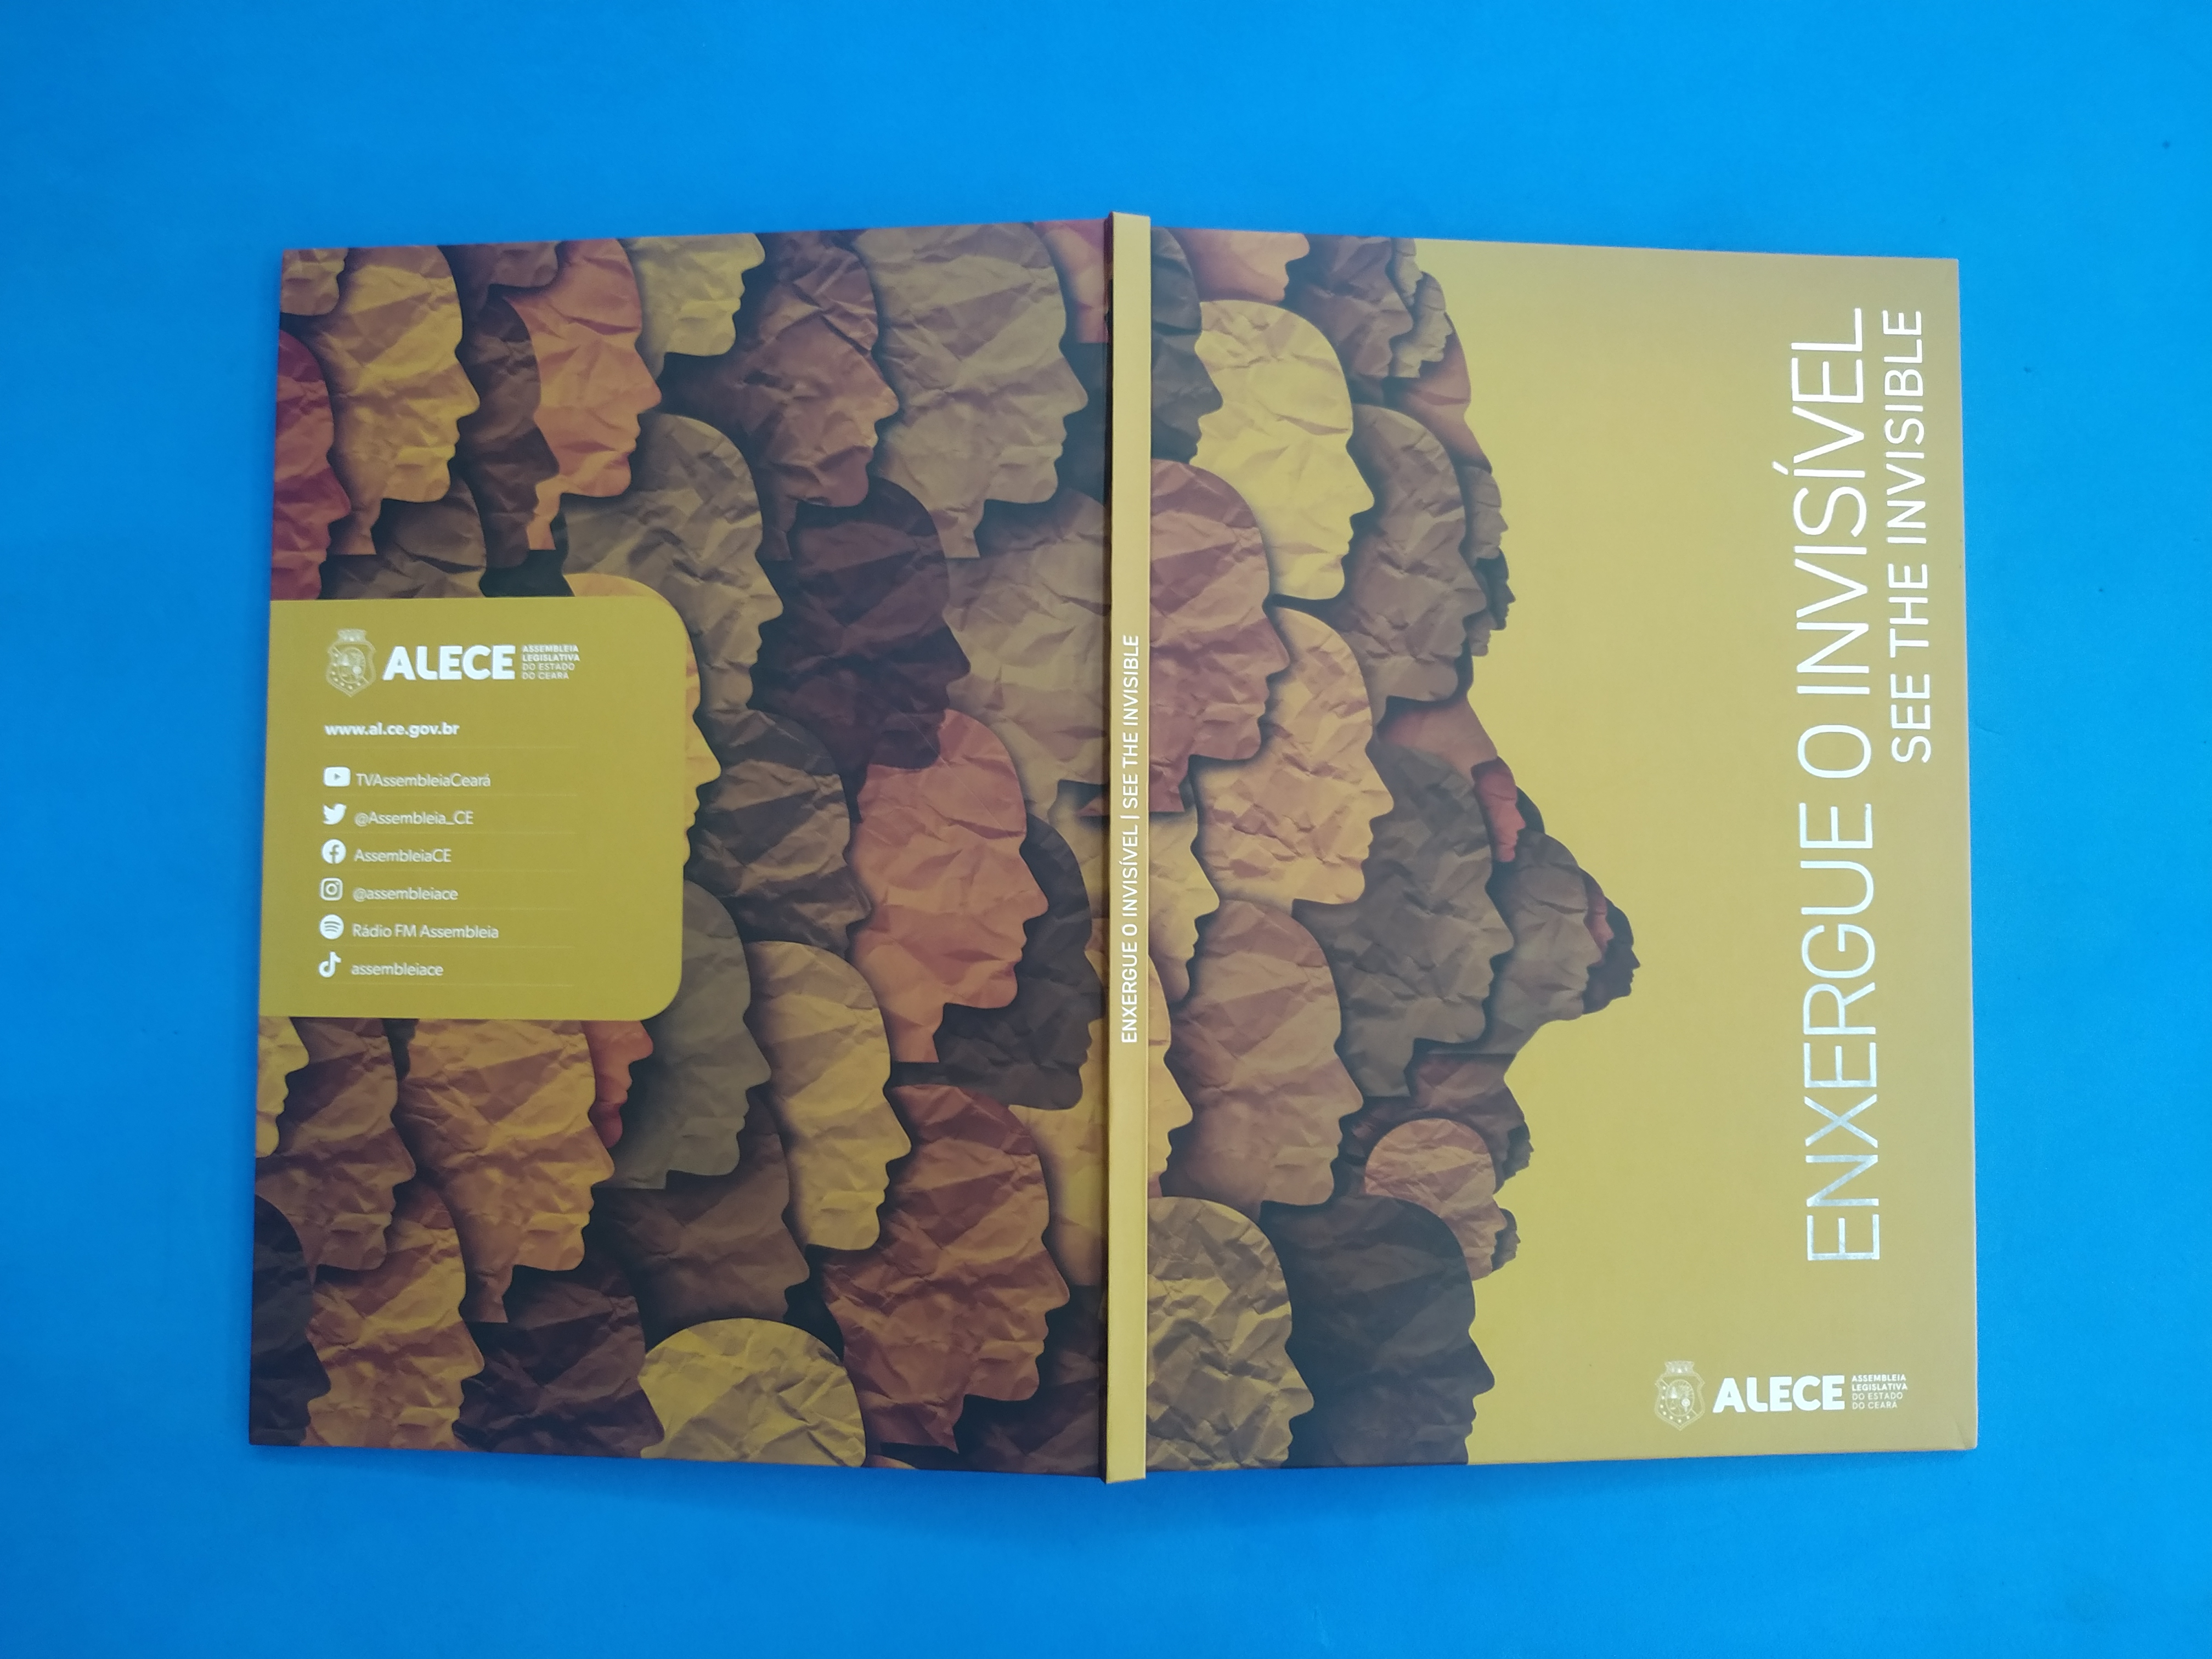 ALECE
ASSEMBLEIA
LEGISLATIVA
DO ESTADO
DO CEARÁ
www.al.ce.gov.br
TVAssembleiaCeará
@Assembleia_CE
AssembleiaCE
@assembleiace
Rádio FM Assembleia
assembleiace
ENXERGUE O INVISÍVEL | SEE THE INVISIBLE
ENXERGUE O INVISÍVEL
SEE THE INVISIBLE
ALECE
ASSEMBLEIA
LEGISLATIVA
DO ESTADO
DO CEARÁ